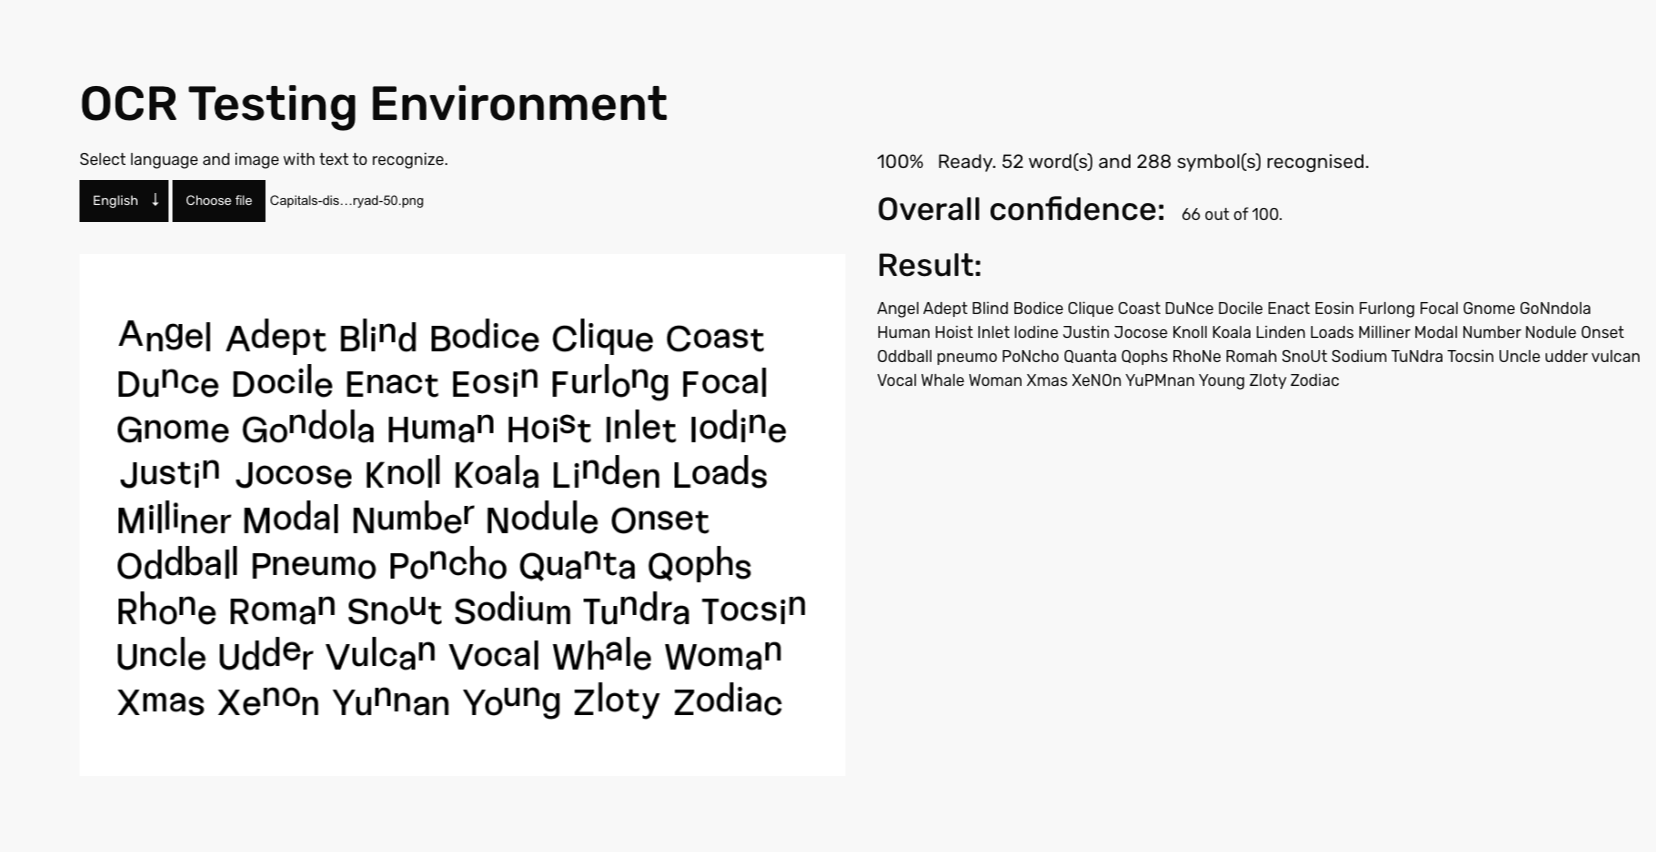 OCR Testing Environment
Select language and image with text to recognize.
English ↓ Choose file Capitals-dis...ryad-50.png
Angel Adept Blind Bodice Clique Coast
Dunce Docile Enact Eosin Furlong Focal
Gnome Gondola Human Hoist Inlet Iodine
Justin Jocose Knoll Koala Linden Loads
Milliner Modal Number Nodule Onset
Oddball Pneumo Poncho Quanta Qophs
Rhone Roman Snout Sodium Tundra Tocsin
Uncle Udder Vulcan Vocal Whale Woman
Xmas Xenon Yunnan Young Zloty Zodiac
100% Ready. 52 word(s) and 288 symbol(s) recognised.
Overall confidence: 66 out of 100.
Result:
Angel Adept Blind Bodice Clique Coast DuNce Docile Enact Eosin Furlong Focal Gnome GoNndola
Human Hoist Inlet lodine Justin Jocose Knoll Koala Linden Loads Milliner Modal Number Nodule Onset
Oddball pneumo PoNcho Quanta Qophs RhoNe Romah SnoUt Sodium TuNdra Tocsin Uncle udder vulcan
Vocal Whale Woman Xmas XeNOn YuPMnan Young Zloty Zodiac